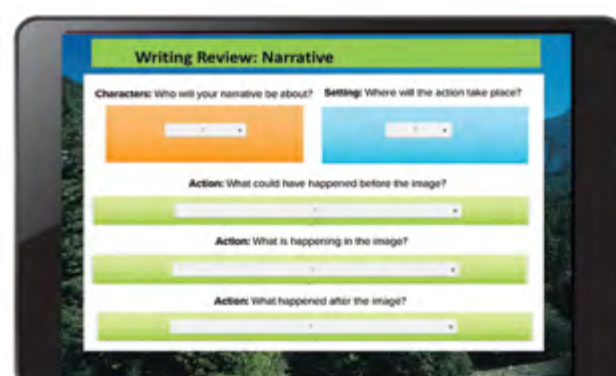 Writing Review: Narrative
Characters: Who will your narrative be about?
Setting: Where will the action take place?
Action: What could have happened before the image?
Action: What is happening in the image?
Action: What happened after the image?